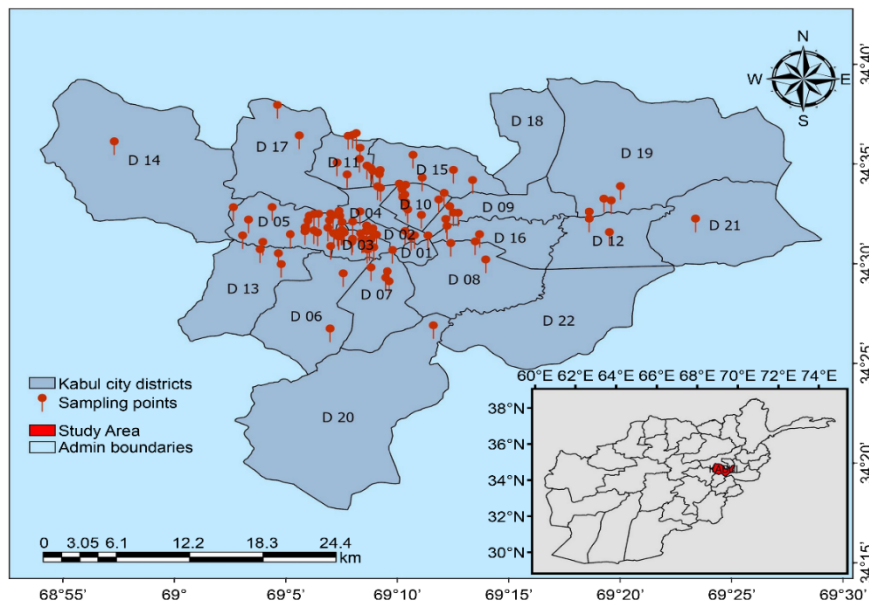 N
W E
S
34°40'
34°35'
34°30'
34°25'
34°20'
34°15'
D 18
D 17
D 19
D 14
D 11
D 15
D 10
D 09
D 04
D 05
D 21
D 16
D 02
D 12
D 03
D 01
D 13
D 08
D 07
D 06
D 22
D 20
Kabul city districts
Sampling points
Study Area
Admin boundaries
0 3.05 6.1 12.2 18.3 24.4
km
60°E 62°E 64°E 66°E 68°E 70°E 72°E 74°E
38°N
36°N
34°N
32°N
30°N
68°55' 69° 69°5' 69°10' 69°15' 69°20' 69°25' 69°30'